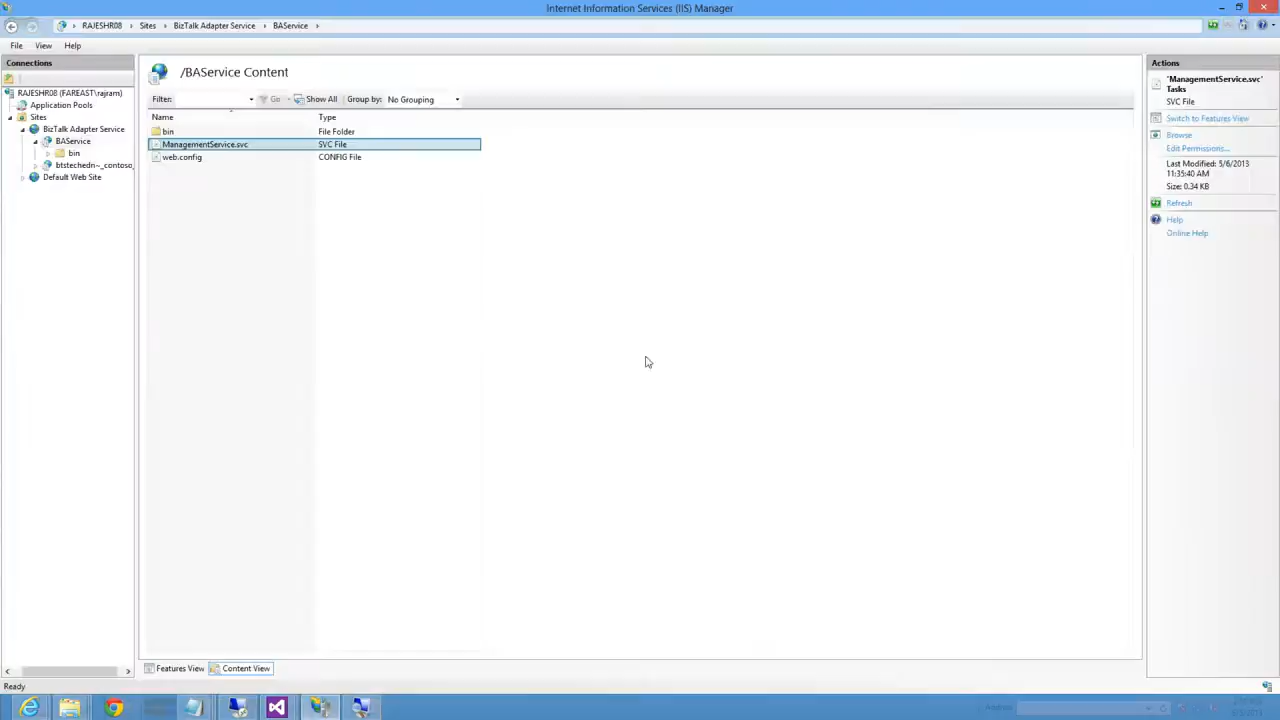 Internet Information Services (IIS) Manager
RAJESHR08 Sites BizTalk Adapter Service BAService
File View Help
Connections
RAJESHR08 (FAREAST\rajram)
Application Pools
Sites
BizTalk Adapter Service
BAService
bin
btstechedn~_contoso_
Default Web Site
/BAService Content
Filter: Go Show All Group by: No Grouping
Name Type
bin File Folder
ManagementService.svc SVC File
web.config CONFIG File
Features View Content View
Actions
'ManagementService.svc'
Tasks
SVC File
Switch to Features View
Browse
Edit Permissions...
Last Modified: 5/6/2013
11:35:40 AM
Size: 0.34 KB
Refresh
Help
Online Help
Ready
Address